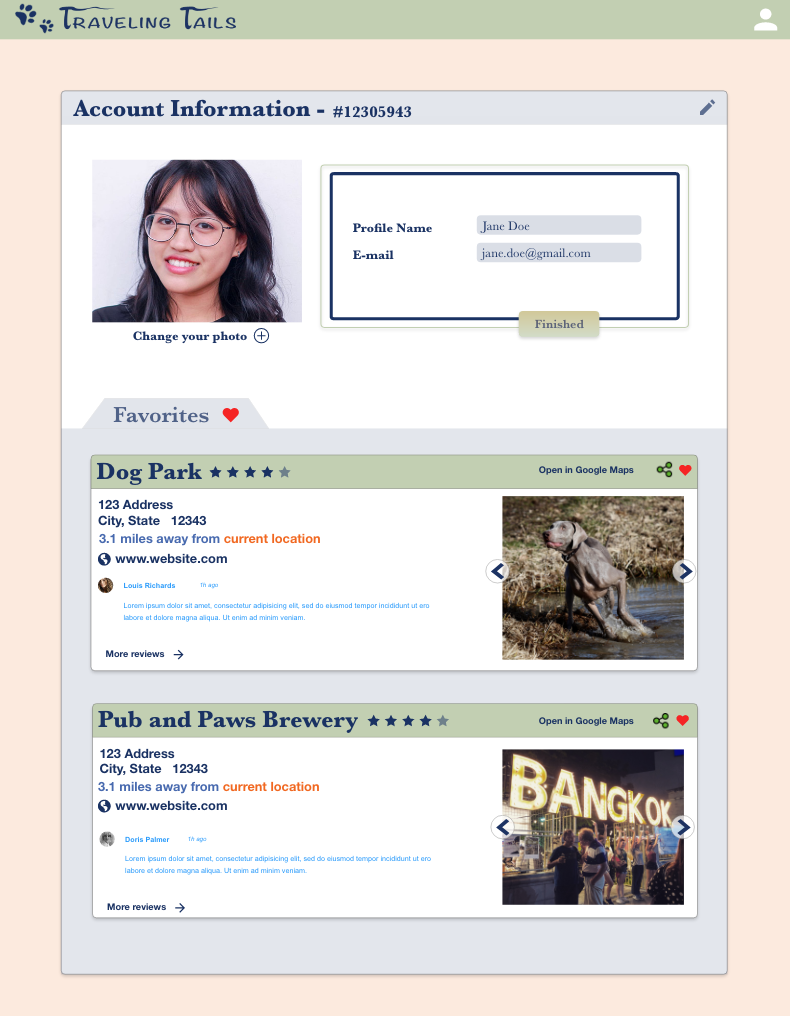 Traveling Tails
Account Information - #12305943
Profile Name Jane Doe
E-mail jane.doe@gmail.com
Finished
Change your photo
Favorites
Dog Park
Open in Google Maps
123 Address
City, State 12343
3.1 miles away from current location
www.website.com
Louis Richards 1h ago
Lorem ipsum dolor sit amet, consectetur adipisicing elit, sed do eiusmod tempor incididunt ut ero
labore et dolore magna aliqua. Ut enim ad minim veniam.
More reviews
Pub and Paws Brewery
Open in Google Maps
123 Address
City, State 12343
3.1 miles away from current location
www.website.com
BANGKOK
Doris Palmer 1h ago
Lorem ipsum dolor sit amet, consectetur adipisicing elit, sed do eiusmod tempor incididunt ut ero
labore et dolore magna aliqua. Ut enim ad minim veniam.
More reviews